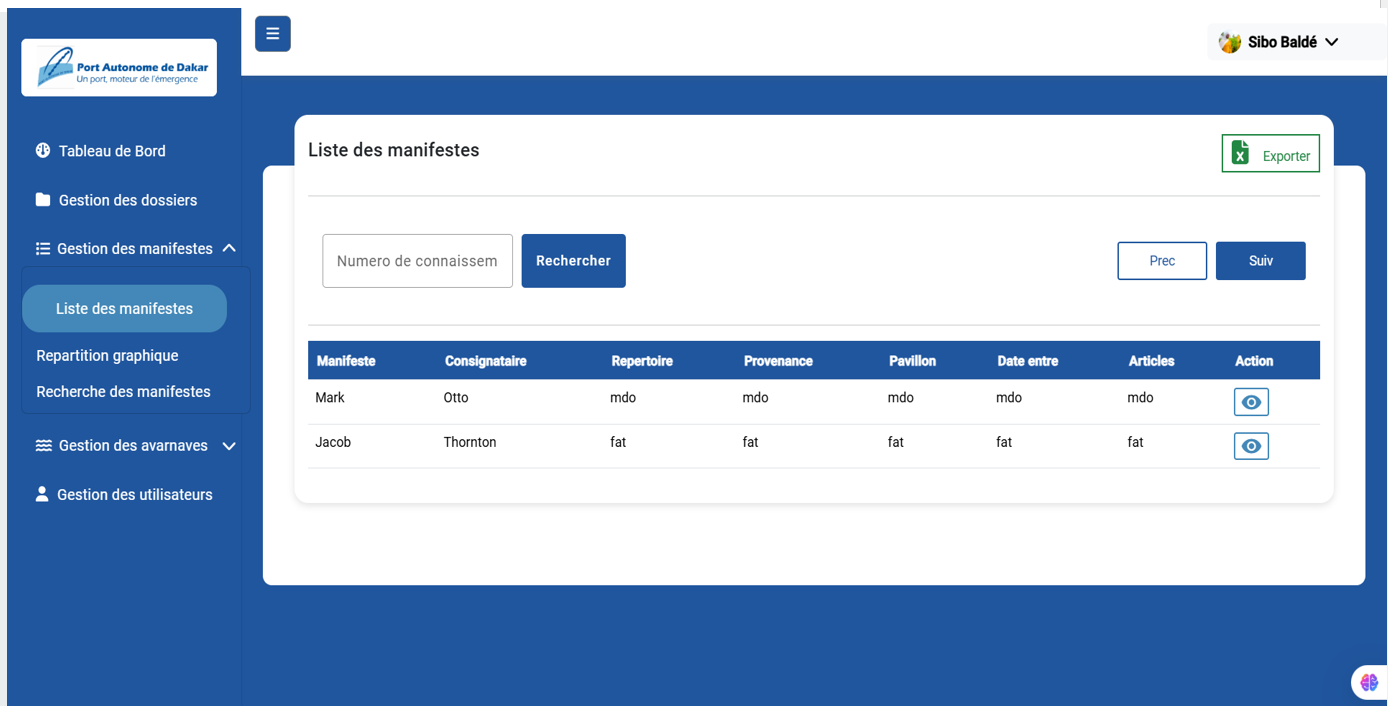 Port Autonome de Dakar
Un port, moteur de l'émergence
Sibo Baldé
Tableau de Bord
Gestion des dossiers
Gestion des manifestes
Liste des manifestes
Repartition graphique
Recherche des manifestes
Gestion des avarnaves
Gestion des utilisateurs
Liste des manifestes
Exporter
Numero de connaissem
Rechercher
Prec
Suiv
Manifeste Consignataire Repertoire Provenance Pavillon Date entre Articles Action
Mark Otto mdo mdo mdo mdo mdo
Jacob Thornton fat fat fat fat fat